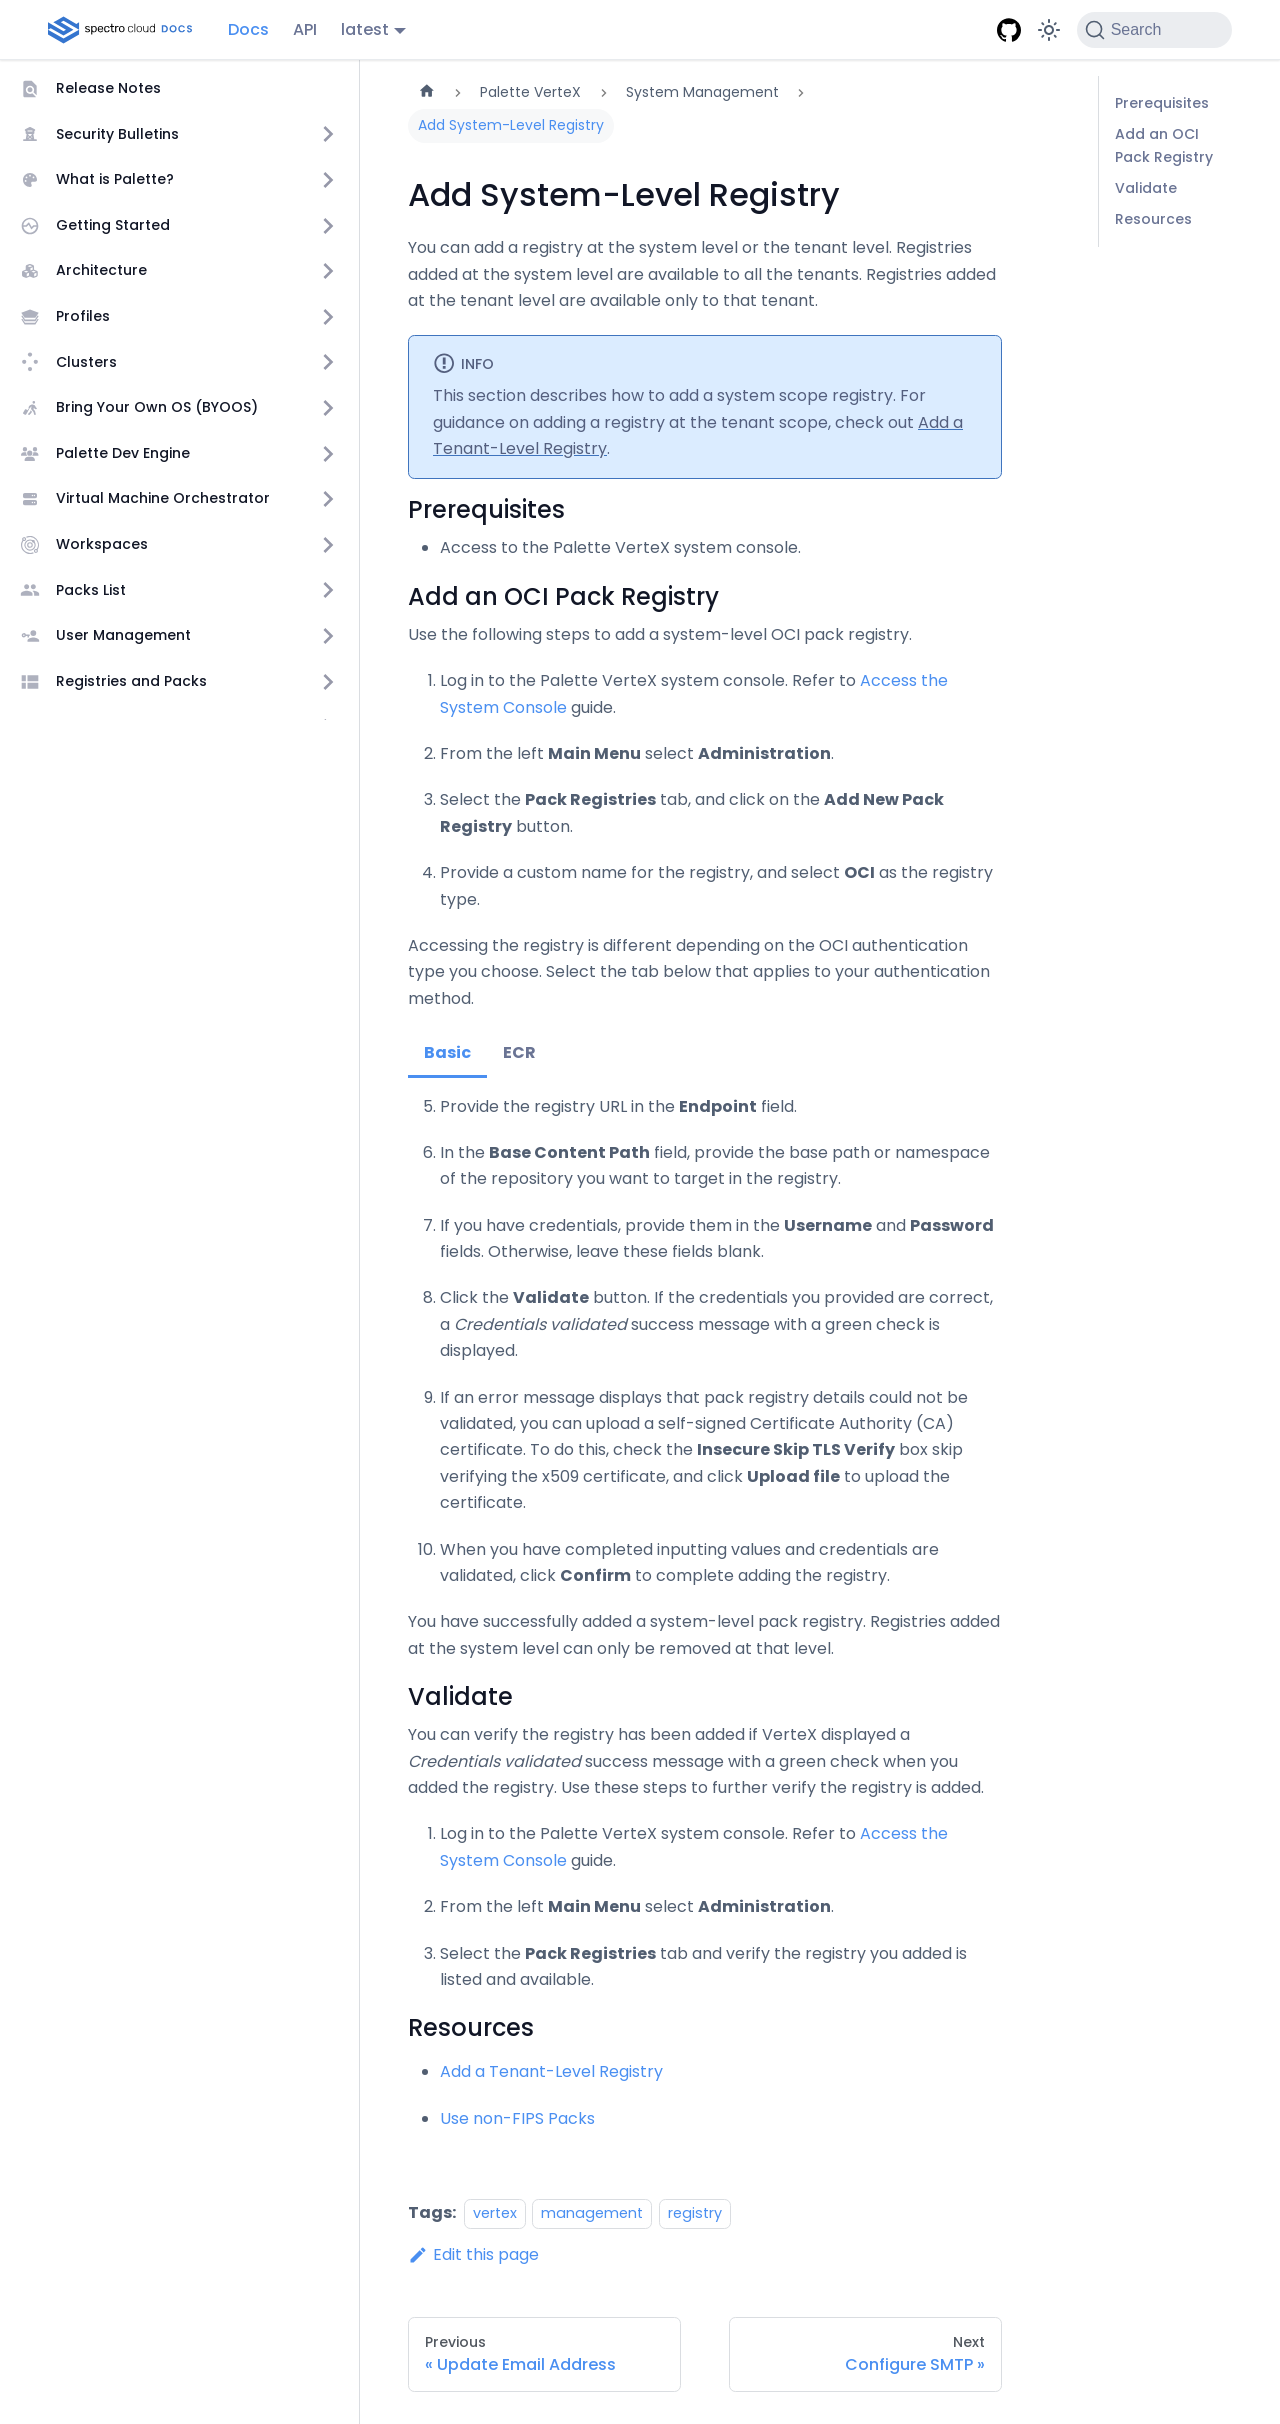 spectro cloud DOCS
Docs
API
latest
Search
Release Notes
Security Bulletins
What is Palette?
Getting Started
Architecture
Profiles
Clusters
Bring Your Own OS (BYOOS)
Palette Dev Engine
Virtual Machine Orchestrator
Workspaces
Packs List
User Management
Registries and Packs
Palette VerteX
System Management
Add System-Level Registry
Add System-Level Registry
You can add a registry at the system level or the tenant level. Registries
added at the system level are available to all the tenants. Registries added
at the tenant level are available only to that tenant.
INFO
This section describes how to add a system scope registry. For
guidance on adding a registry at the tenant scope, check out Add a
Tenant-Level Registry.
Prerequisites
• Access to the Palette VerteX system console.
Add an OCI Pack Registry
Use the following steps to add a system-level OCI pack registry.
1. Log in to the Palette VerteX system console. Refer to Access the
System Console guide.
2. From the left Main Menu select Administration.
3. Select the Pack Registries tab, and click on the Add New Pack
Registry button.
4. Provide a custom name for the registry, and select OCI as the registry
type.
Accessing the registry is different depending on the OCI authentication
type you choose. Select the tab below that applies to your authentication
method.
Basic
ECR
5. Provide the registry URL in the Endpoint field.
6. In the Base Content Path field, provide the base path or namespace
of the repository you want to target in the registry.
7. If you have credentials, provide them in the Username and Password
fields. Otherwise, leave these fields blank.
8. Click the Validate button. If the credentials you provided are correct,
a Credentials validated success message with a green check is
displayed.
9. If an error message displays that pack registry details could not be
validated, you can upload a self-signed Certificate Authority (CA)
certificate. To do this, check the Insecure Skip TLS Verify box skip
verifying the x509 certificate, and click Upload file to upload the
certificate.
10. When you have completed inputting values and credentials are
validated, click Confirm to complete adding the registry.
You have successfully added a system-level pack registry. Registries added
at the system level can only be removed at that level.
Validate
You can verify the registry has been added if VerteX displayed a
Credentials validated success message with a green check when you
added the registry. Use these steps to further verify the registry is added.
1. Log in to the Palette VerteX system console. Refer to Access the
System Console guide.
2. From the left Main Menu select Administration.
3. Select the Pack Registries tab and verify the registry you added is
listed and available.
Resources
• Add a Tenant-Level Registry
• Use non-FIPS Packs
Tags: vertex management registry
Edit this page
Previous
« Update Email Address
Next
Configure SMTP »
Prerequisites
Add an OCI
Pack Registry
Validate
Resources